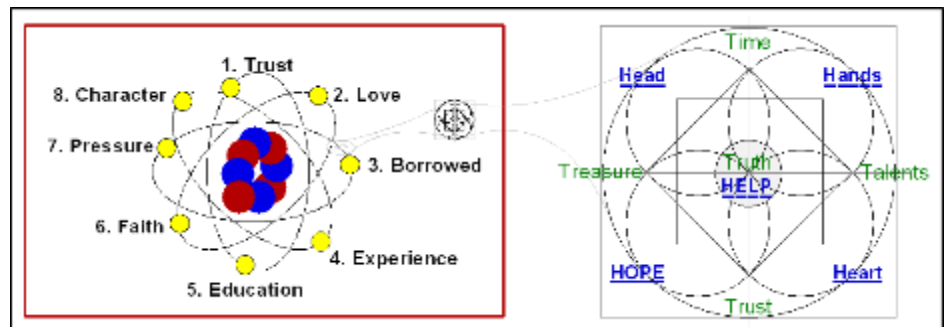 1. Trust
8. Character
2. Love
7. Pressure
3. Borrowed
6. Faith
4. Experience
5. Education
Time
Head
Hands
Treasure
Truth
Talents
HELP
HOPE
Heart
Trust